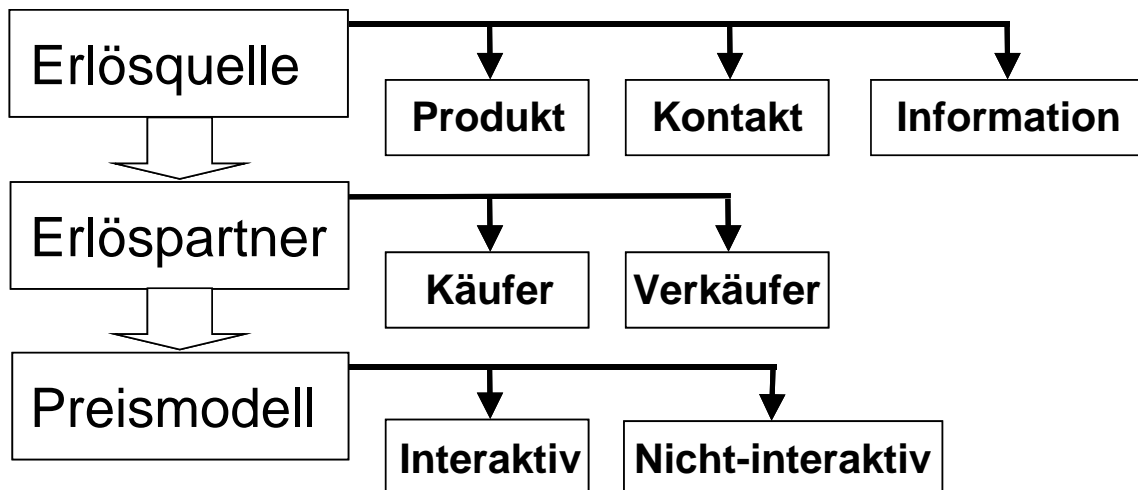 Erlösquelle
Produkt
Kontakt
Information
Erlöspartner
Käufer
Verkäufer
Preismodell
Interaktiv
Nicht-interaktiv